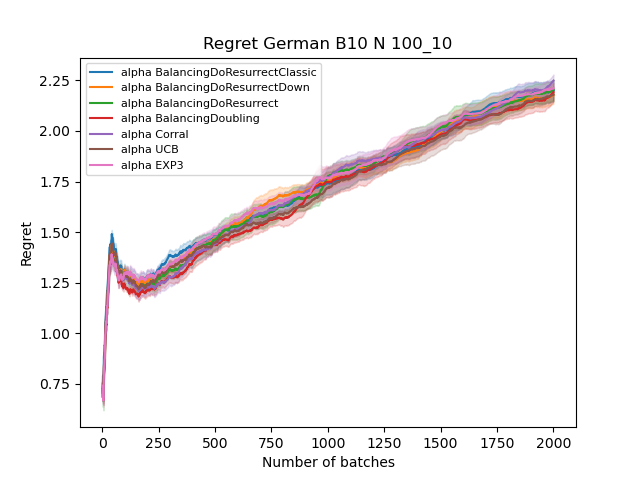 Regret German B10 N 100_10
alpha BalancingDoResurrectClassic
alpha BalancingDoResurrectDown
alpha BalancingDoResurrect
alpha BalancingDoubling
alpha Corral
alpha UCB
alpha EXP3
Regret
2.25
2.00
1.75
1.50
1.25
1.00
0.75
0 250 500 750 1000 1250 1500 1750 2000
Number of batches